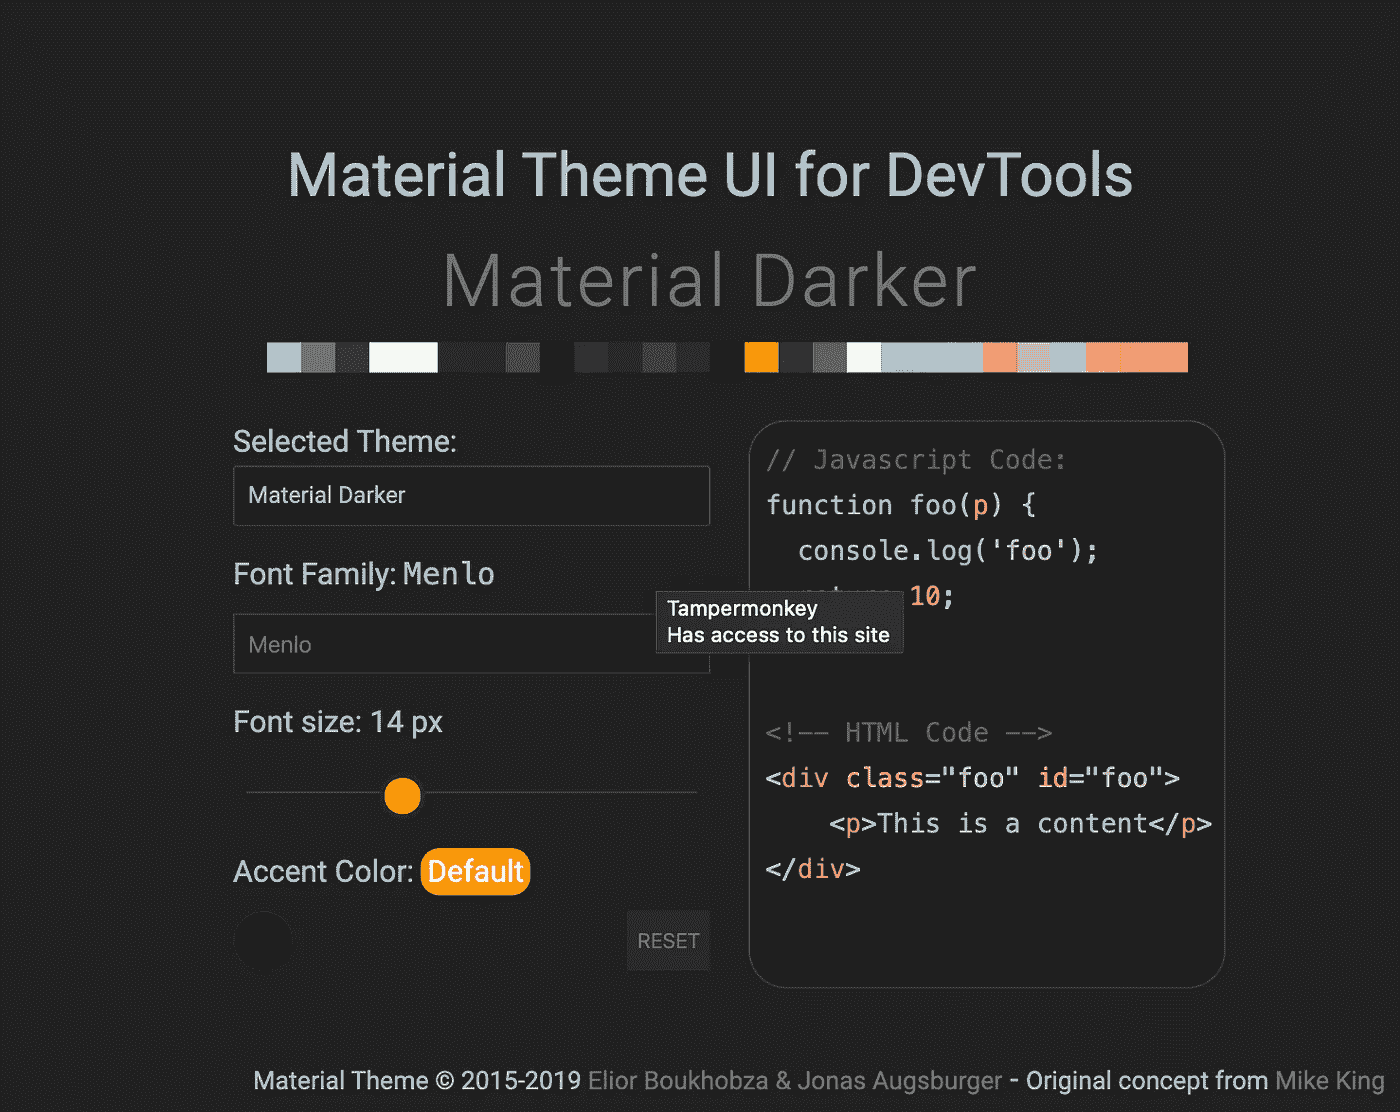 Material Theme UI for DevTools
Material Darker
Selected Theme:
Material Darker
Font Family: Menlo
Menlo
Font size: 14 px
Accent Color: Default
RESET
// Javascript Code:
function foo(p) {
console.log('foo');
10;
Tampermonkey
Has access to this site
<!-- HTML Code -->
<div class="foo" id="foo">
<p>This is a content</p>
</div>
Material Theme © 2015-2019 Elior Boukhobza & Jonas Augsburger - Original concept from Mike King